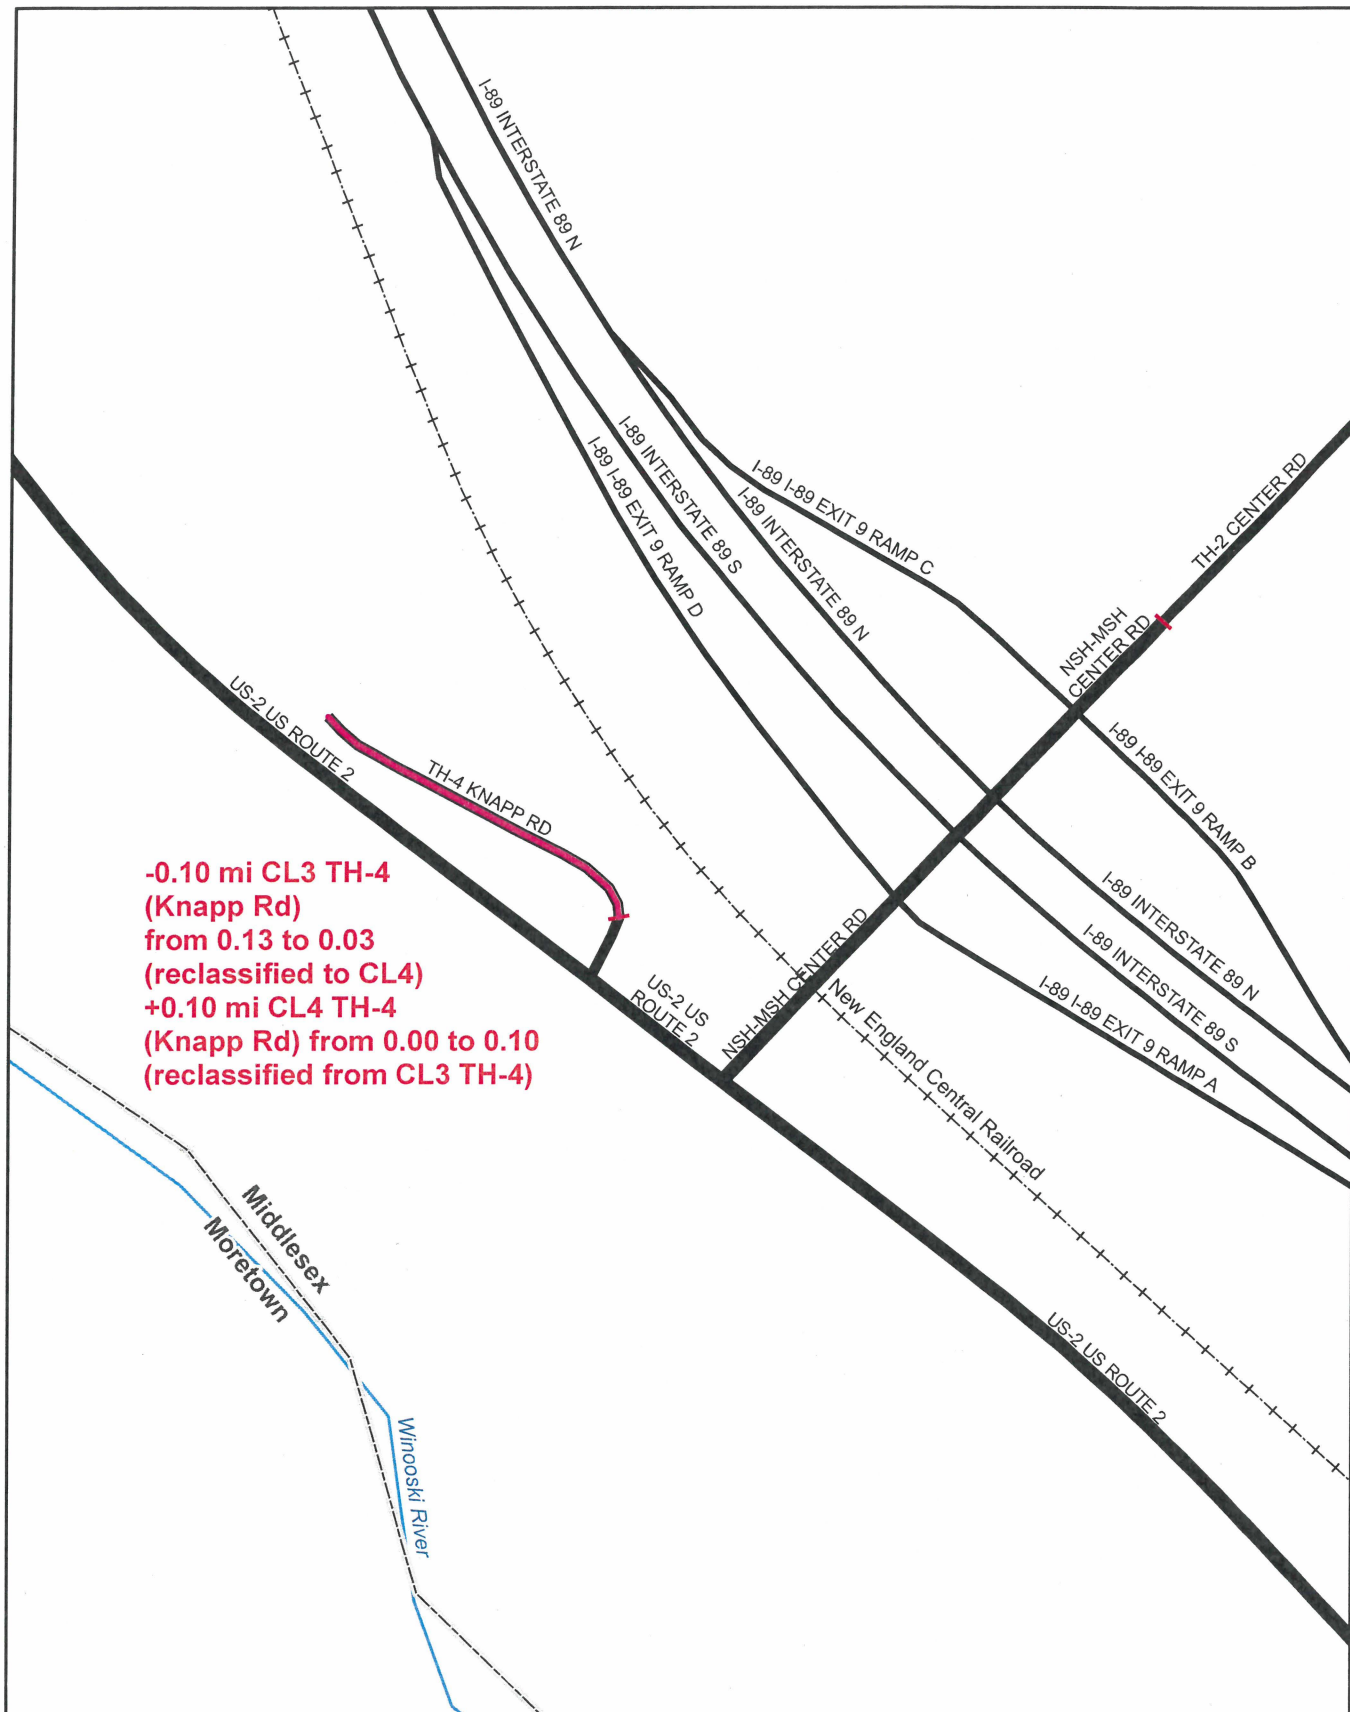 I-89 INTERSTATE 89 N
I-89 INTERSTATE 89 S
I-89 I-89 EXIT 9 RAMP D
I-89 INTERSTATE 89 N
I-89 I-89 EXIT 9 RAMP C
TH-2 CENTER RD
NSH-MSH
CENTER RD
US-2 US ROUTE 2
TH-4 KNAPP RD
I-89 I-89 EXIT 9 RAMP B
-0.10 mi CL3 TH-4
(Knapp Rd)
from 0.13 to 0.03
(reclassified to CL4)
+0.10 mi CL4 TH-4
(Knapp Rd) from 0.00 to 0.10
(reclassified from CL3 TH-4)
US-2 US
ROUTE 2
NSH-MSH CENTER RD
I-89 INTERSTATE 89 N
I-89 INTERSTATE 89 S
I-89 I-89 EXIT 9 RAMP A
New England Central Railroad
Middlesex
Moretown
US-2 US ROUTE 2
Winooski River